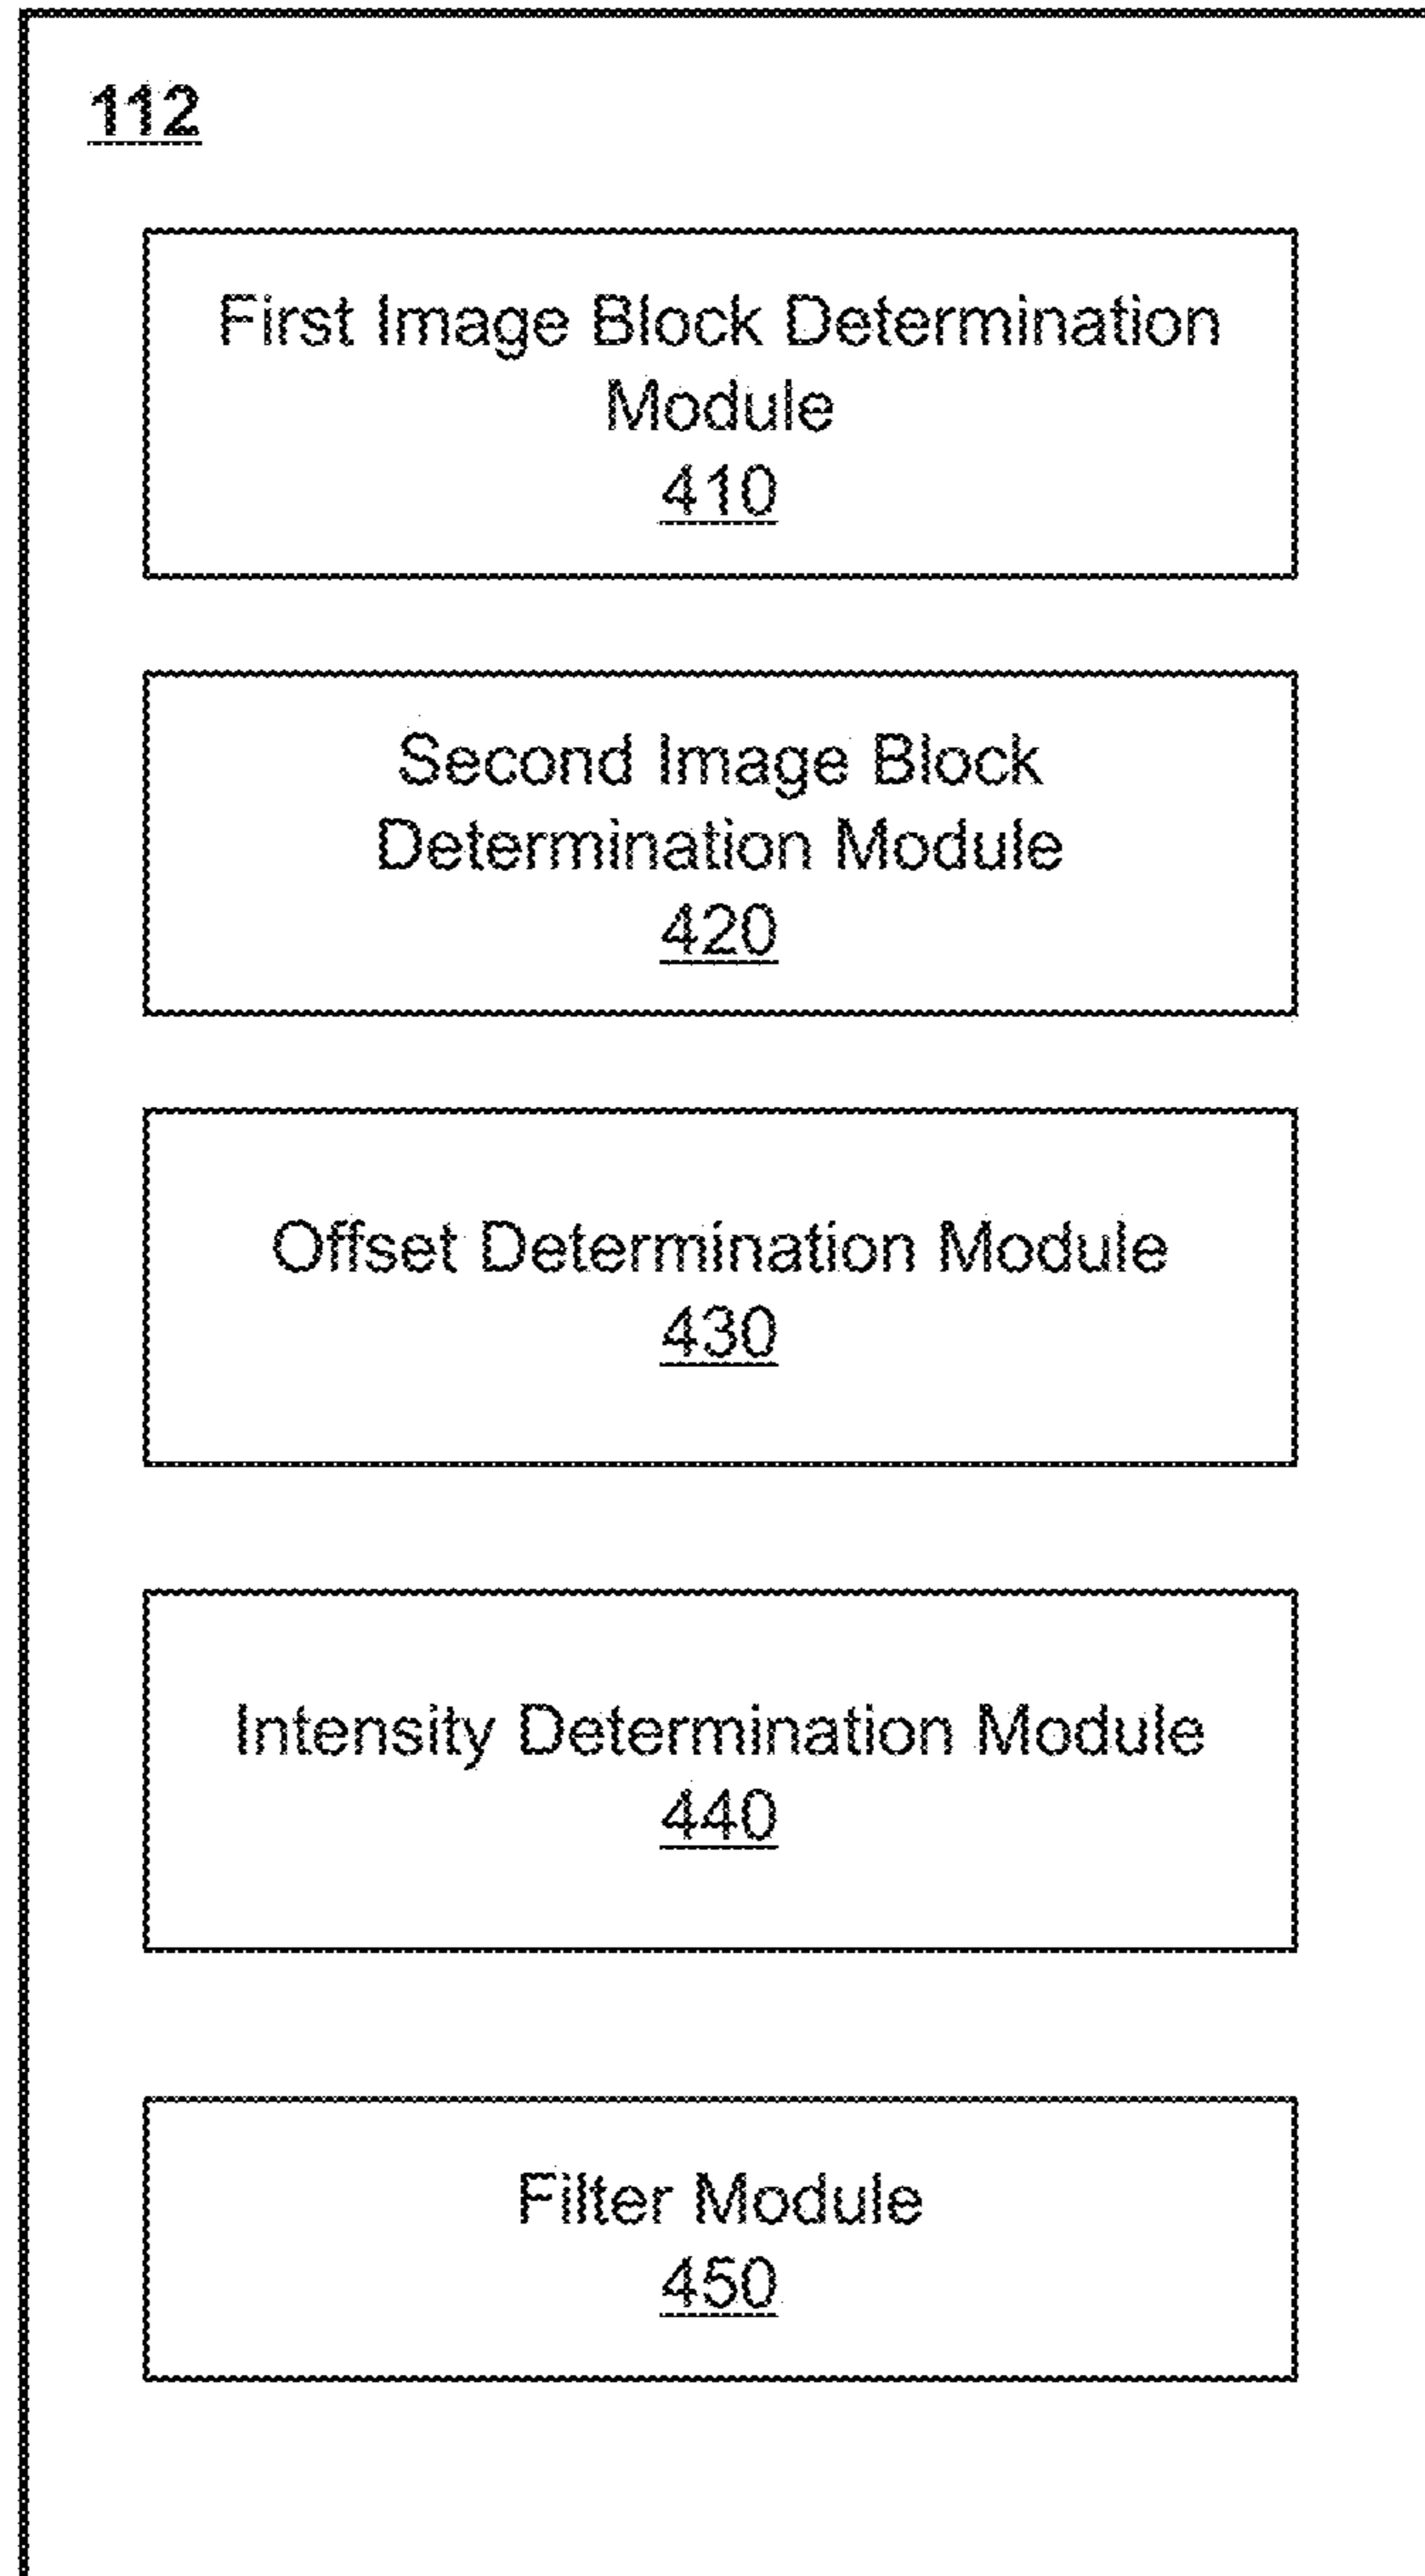 112
First Image Block Determination
Module
410
Second Image Block
Determination Module
420
Offset Determination Module
430
Intensity Determination Module
440
Filter Module
450